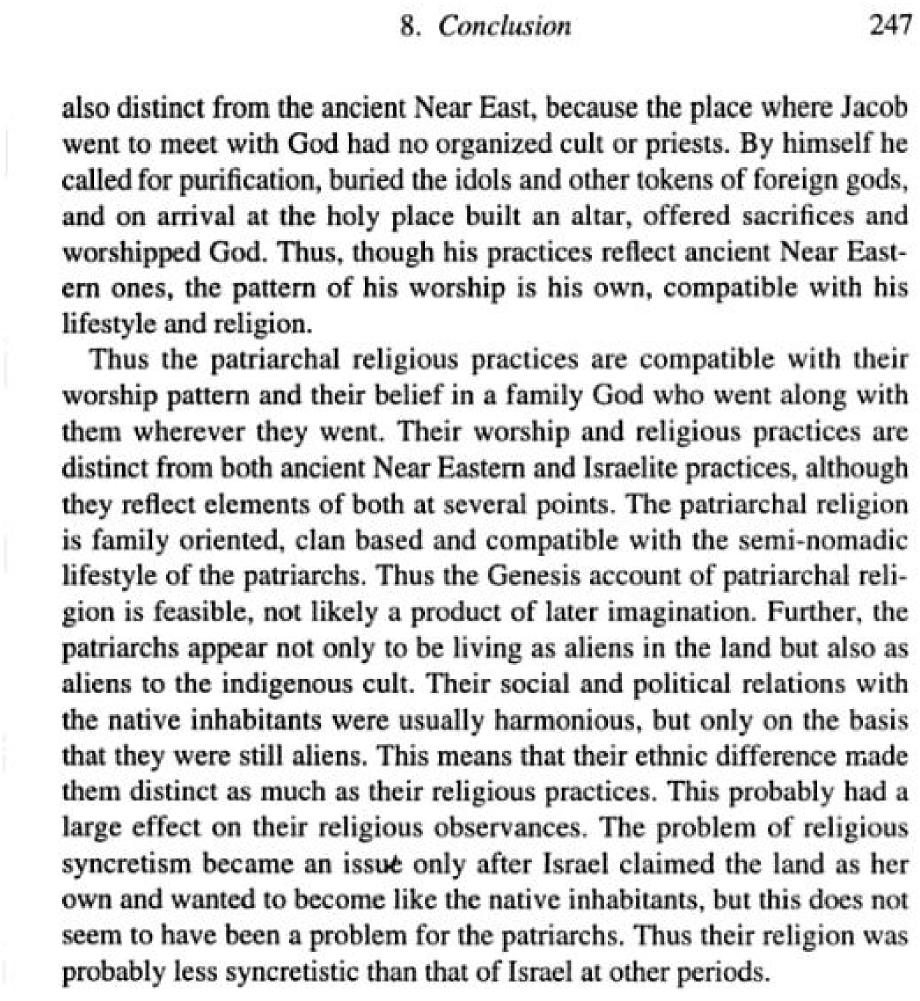 8. Conclusion 247
also distinct from the ancient Near East, because the place where Jacob
went to meet with God had no organized cult or priests. By himself he
called for purification, buried the idols and other tokens of foreign gods,
and on arrival at the holy place built an altar, offered sacrifices and
worshipped God. Thus, though his practices reflect ancient Near East-
ern ones, the pattern of his worship is his own, compatible with his
lifestyle and religion.
Thus the patriarchal religious practices are compatible with their
worship pattern and their belief in a family God who went along with
them wherever they went. Their worship and religious practices are
distinct from both ancient Near Eastern and Israelite practices, although
they reflect elements of both at several points. The patriarchal religion
is family oriented, clan based and compatible with the semi-nomadic
lifestyle of the patriarchs. Thus the Genesis account of patriarchal reli-
gion is feasible, not likely a product of later imagination. Further, the
patriarchs appear not only to be living as aliens in the land but also as
aliens to the indigenous cult. Their social and political relations with
the native inhabitants were usually harmonious, but only on the basis
that they were still aliens. This means that their ethnic difference made
them distinct as much as their religious practices. This probably had a
large effect on their religious observances. The problem of religious
syncretism became an issue only after Israel claimed the land as her
own and wanted to become like the native inhabitants, but this does not
seem to have been a problem for the patriarchs. Thus their religion was
probably less syncretistic than that of Israel at other periods.